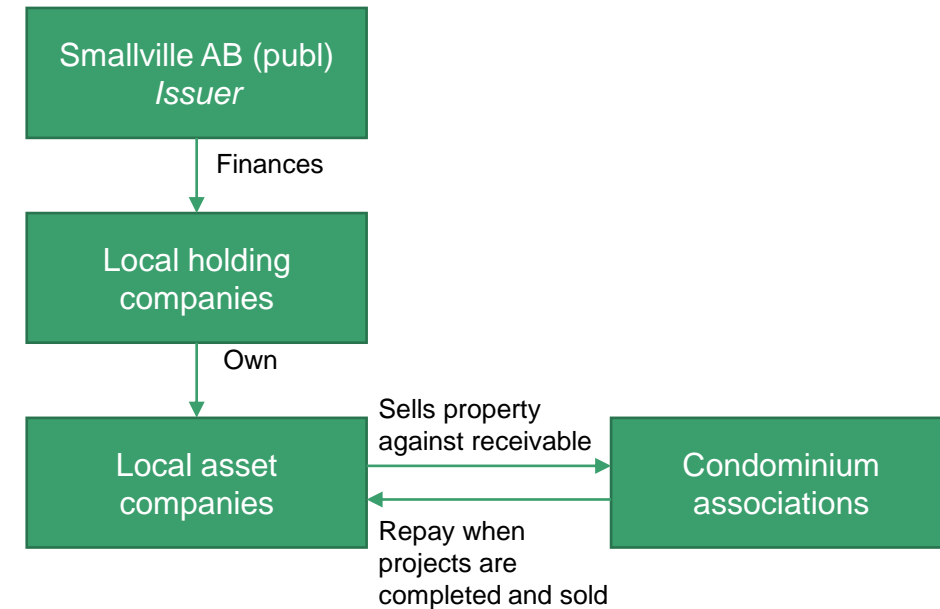 Smallville AB (publ)
Issuer
Finances
Local holding
companies
Own
Local asset
companies
Sells property
against receivable
Condominium
associations
Repay when
projects are
completed and sold